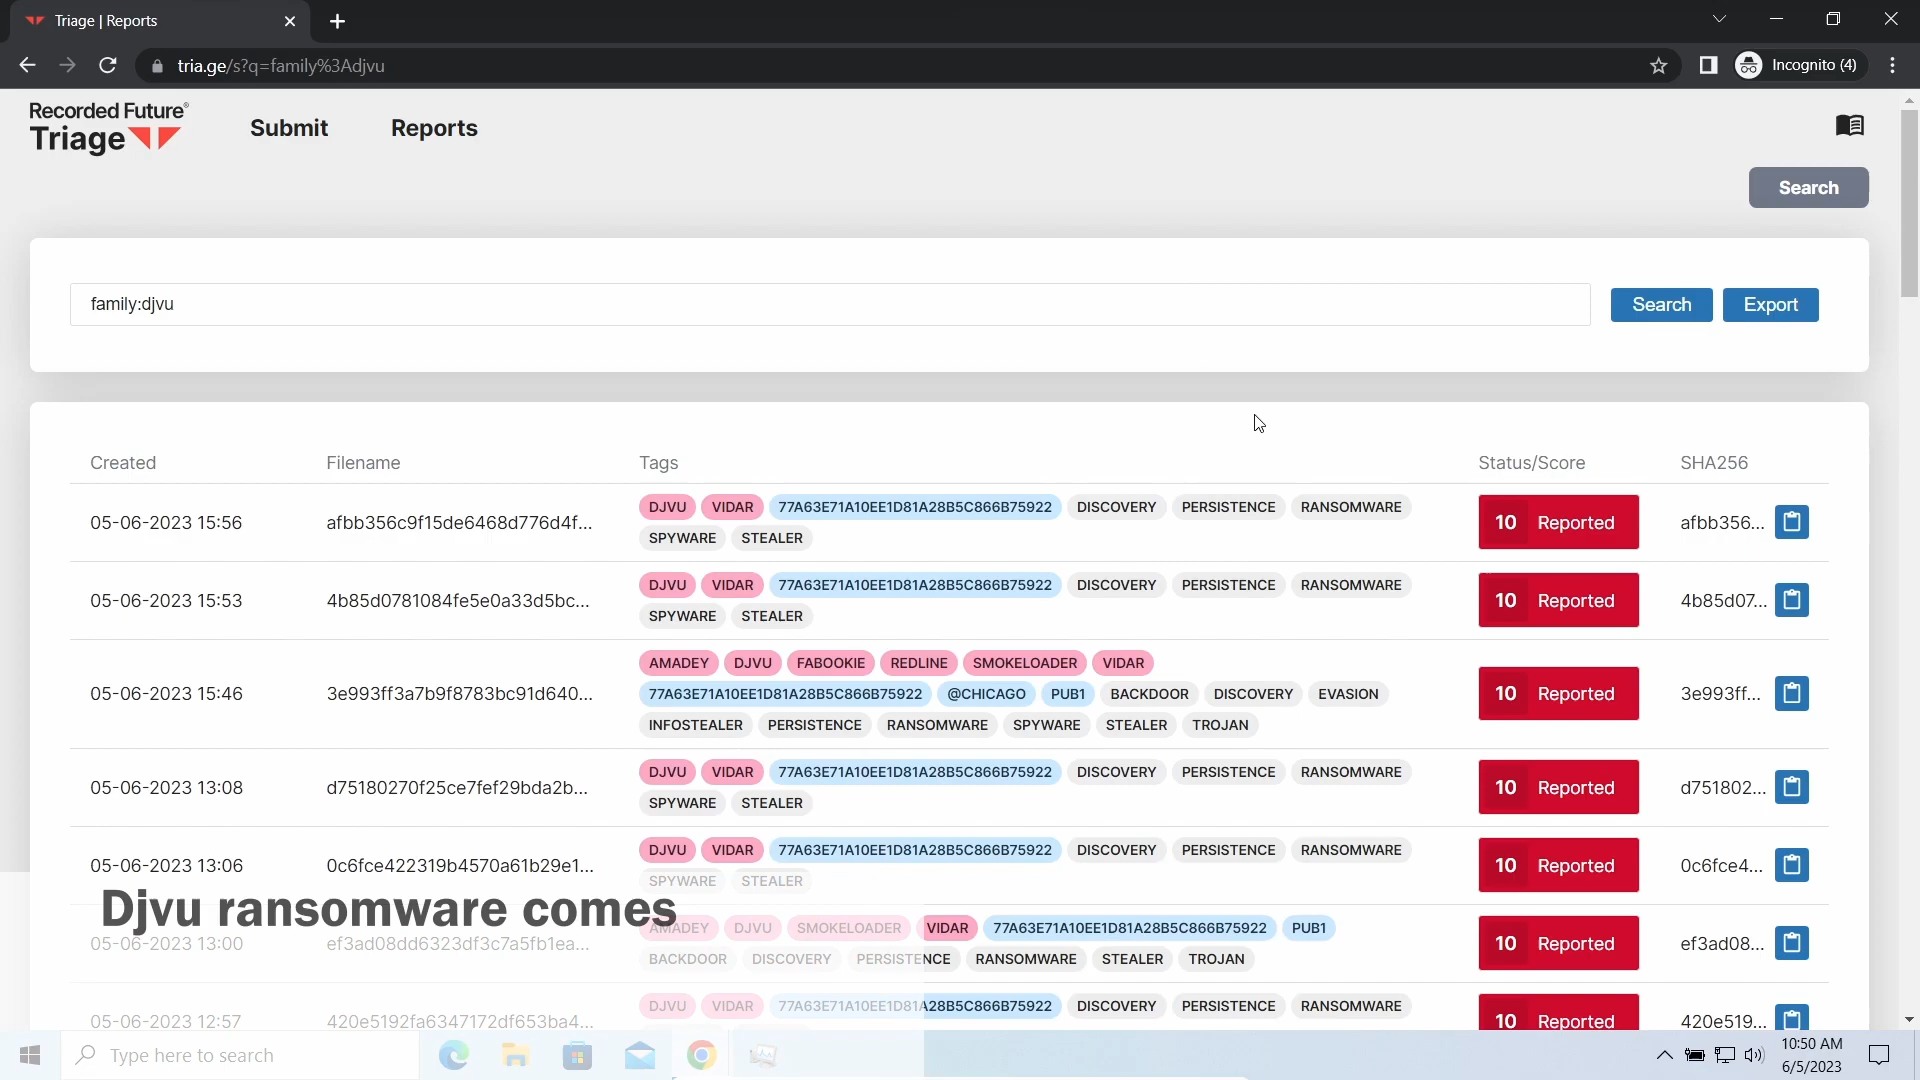 Triage | Reports
tria.ge/s?q=family%3Adjvu
Incognito (4)
Recorded Future®
Triage
Submit
Reports
Search
family:djvu
Search
Export
Created
Filename
Tags
Status/Score
SHA256
05-06-2023 15:56
afbb356c9f15de6468d776d4f...
DJVU VIDAR 77A63E71A10EE1D81A28B5C866B75922 DISCOVERY PERSISTENCE RANSOMWARE
SPYWARE STEALER
10 Reported
afbb356...
05-06-2023 15:53
4b85d0781084fe5e0a33d5bc...
DJVU VIDAR 77A63E71A10EE1D81A28B5C866B75922 DISCOVERY PERSISTENCE RANSOMWARE
SPYWARE STEALER
10 Reported
4b85d07...
05-06-2023 15:46
3e993ff3a7b9f8783bc91d640...
AMADEY DJVU FABOOKIE REDLINE SMOKELOADER VIDAR
77A63E71A10EE1D81A28B5C866B75922 @CHICAGO PUB1 BACKDOOR DISCOVERY EVASION
INFOSTEALER PERSISTENCE RANSOMWARE SPYWARE STEALER TROJAN
10 Reported
3e993ff...
05-06-2023 13:08
d75180270f25ce7fef29bda2b...
DJVU VIDAR 77A63E71A10EE1D81A28B5C866B75922 DISCOVERY PERSISTENCE RANSOMWARE
SPYWARE STEALER
10 Reported
d751802...
05-06-2023 13:06
0c6fce422319b4570a61b29e1...
DJVU VIDAR 77A63E71A10EE1D81A28B5C866B75922 DISCOVERY PERSISTENCE RANSOMWARE
SPYWARE STEALER
10 Reported
0c6fce4...
Djvu ransomware comes
05-06-2023 13:00
ef3ad08dd6323df3c7a5fb1ea...
AMADEY DJVU SMOKELOADER VIDAR 77A63E71A10EE1D81A28B5C866B75922 PUB1
BACKDOOR DISCOVERY PERSISTENCE RANSOMWARE STEALER TROJAN
10 Reported
ef3ad08...
05-06-2023 12:57
420e5192fa6347172df653ba4...
DJVU VIDAR 77A63E71A10EE1D81A28B5C866B75922 DISCOVERY PERSISTENCE RANSOMWARE
10 Reported
420e519...
Type here to search
10:50 AM
6/5/2023